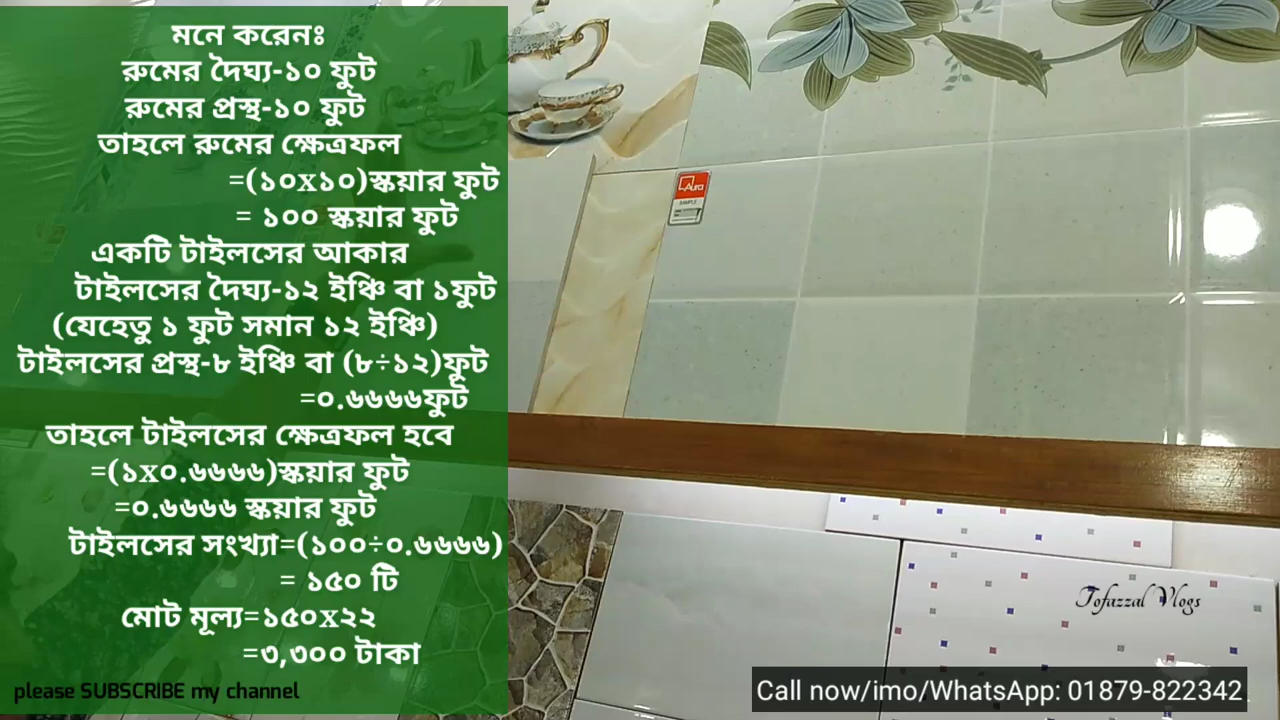 মনে করেনঃ
রুমের দৈঘ্য-১০ ফুট
রুমের প্রস্থ-১০ ফুট
তাহলে রুমের ক্ষেত্রফল
=(১০x১০)স্কয়ার ফুট
= ১০০ স্কয়ার ফুট
একটি টাইলসের আকার
টাইলসের দৈঘ্য-১২ ইঞ্চি বা ১ফুট
(যেহেতু ১ ফুট সমান ১২ ইঞ্চি)
টাইলসের প্রস্থ-৮ ইঞ্চি বা (৮÷১২)ফুট
=০.৬৬৬৬ফুট
তাহলে টাইলসের ক্ষেত্রফল হবে
=(১x০.৬৬৬৬)স্কয়ার ফুট
=০.৬৬৬৬ স্কয়ার ফুট
টাইলসের সংখ্যা=(১০০÷০.৬৬৬৬)
= ১৫০ টি
মোট মূল্য=১৫০x২২
=৩,৩০০ টাকা
please SUBSCRIBE my channel
Aura
SAMPLE
Tofazzal Vlogs
Call now/imo/WhatsApp: 01879-822342